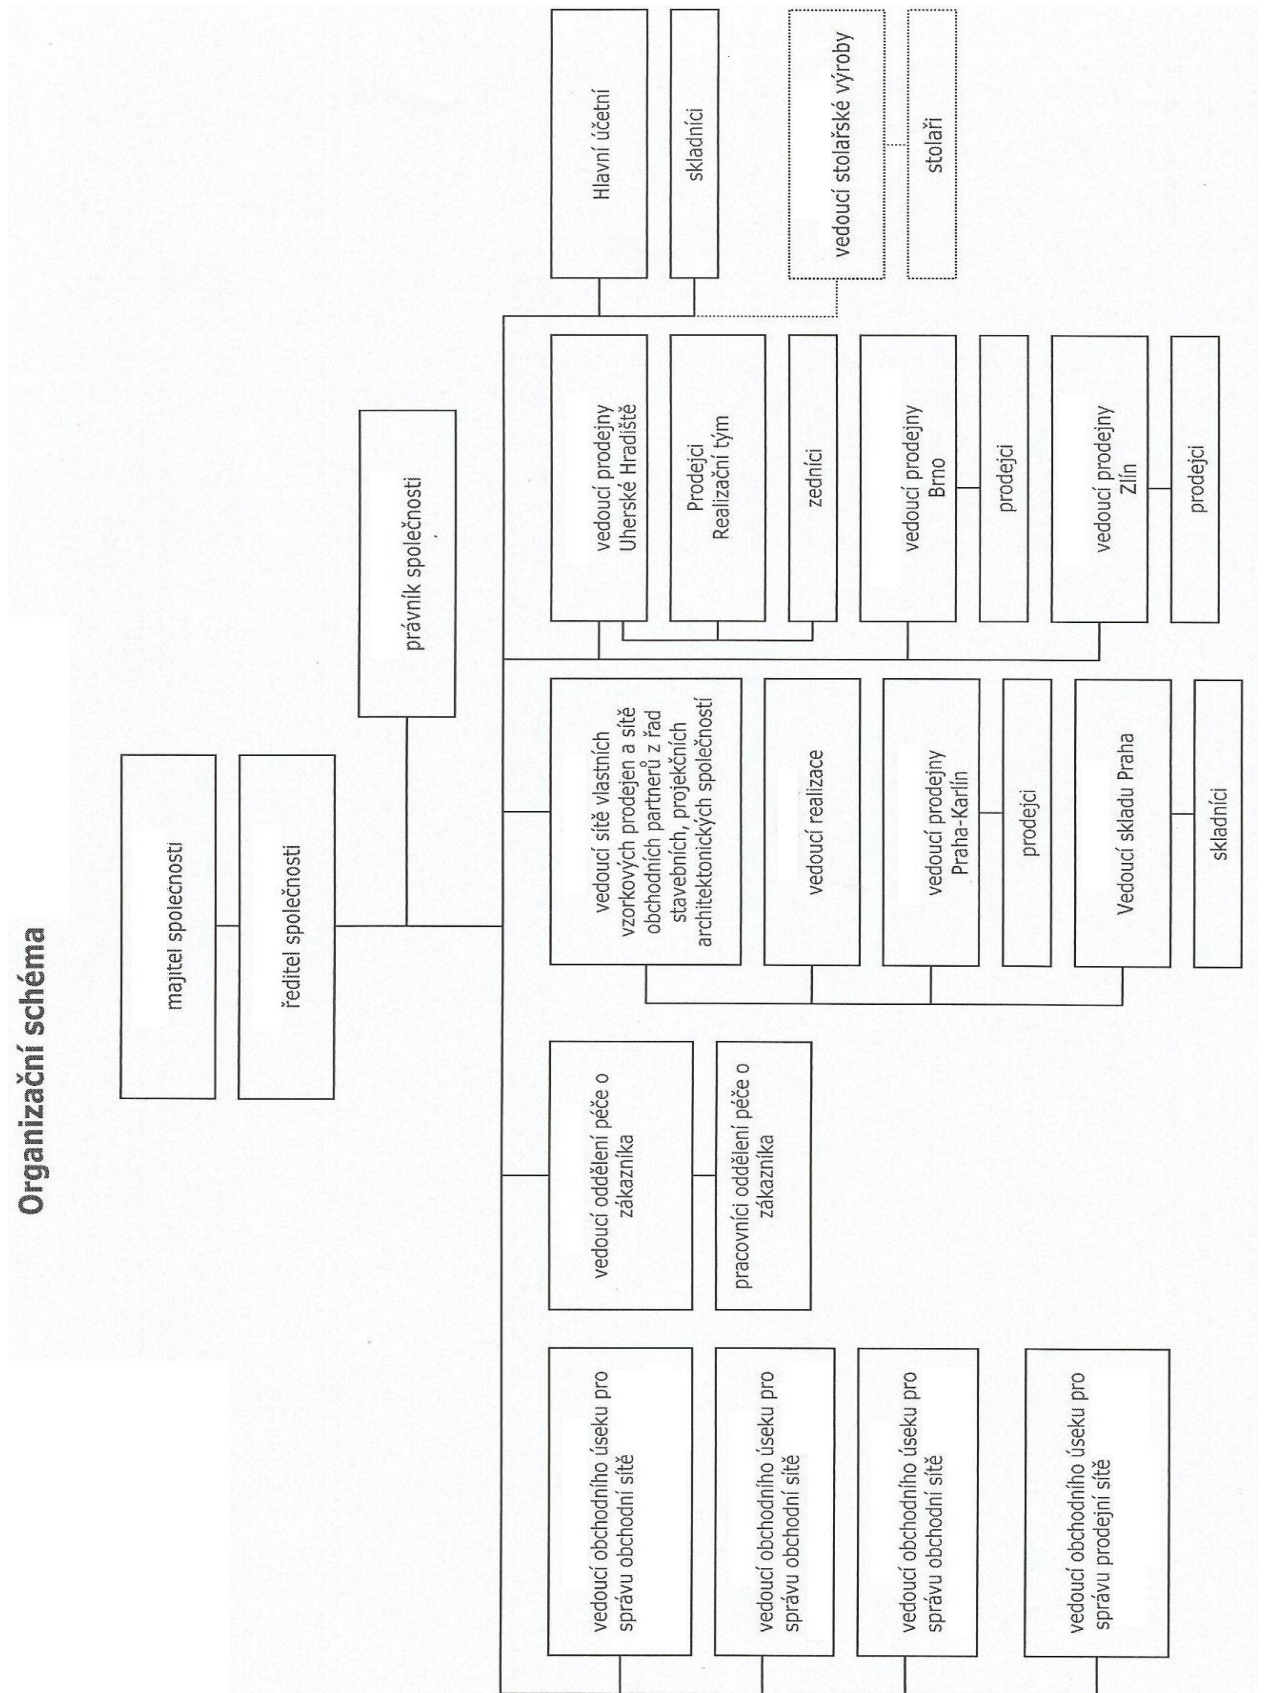 Organizační schéma
majitel společnosti
ředitel společnosti
právník společnosti
vedoucí obchodního úseku pro
správu obchodní sítě
vedoucí obchodního úseku pro
správu obchodní sítě
vedoucí obchodního úseku pro
správu obchodní sítě
vedoucí obchodního úseku pro
správu prodejní sítě
vedoucí oddělení péče o
zákazníka
pracovníci oddělení péče o
zákazníka
vedoucí sítě vlastních
vzorkových prodejen a sítě
obchodních partnerů z řad
stavebních, projekčních
architektonických společností
vedoucí realizace
vedoucí prodejny
Praha-Karlín
prodejci
Vedoucí skladu Praha
skladníci
vedoucí prodejny
Uherské Hradiště
Prodejci
Realizační tým
zedníci
vedoucí prodejny
Brno
prodejci
vedoucí prodejny
Zlín
prodejci
Hlavní účetní
skladníci
vedoucí stolařské výroby
stolaři